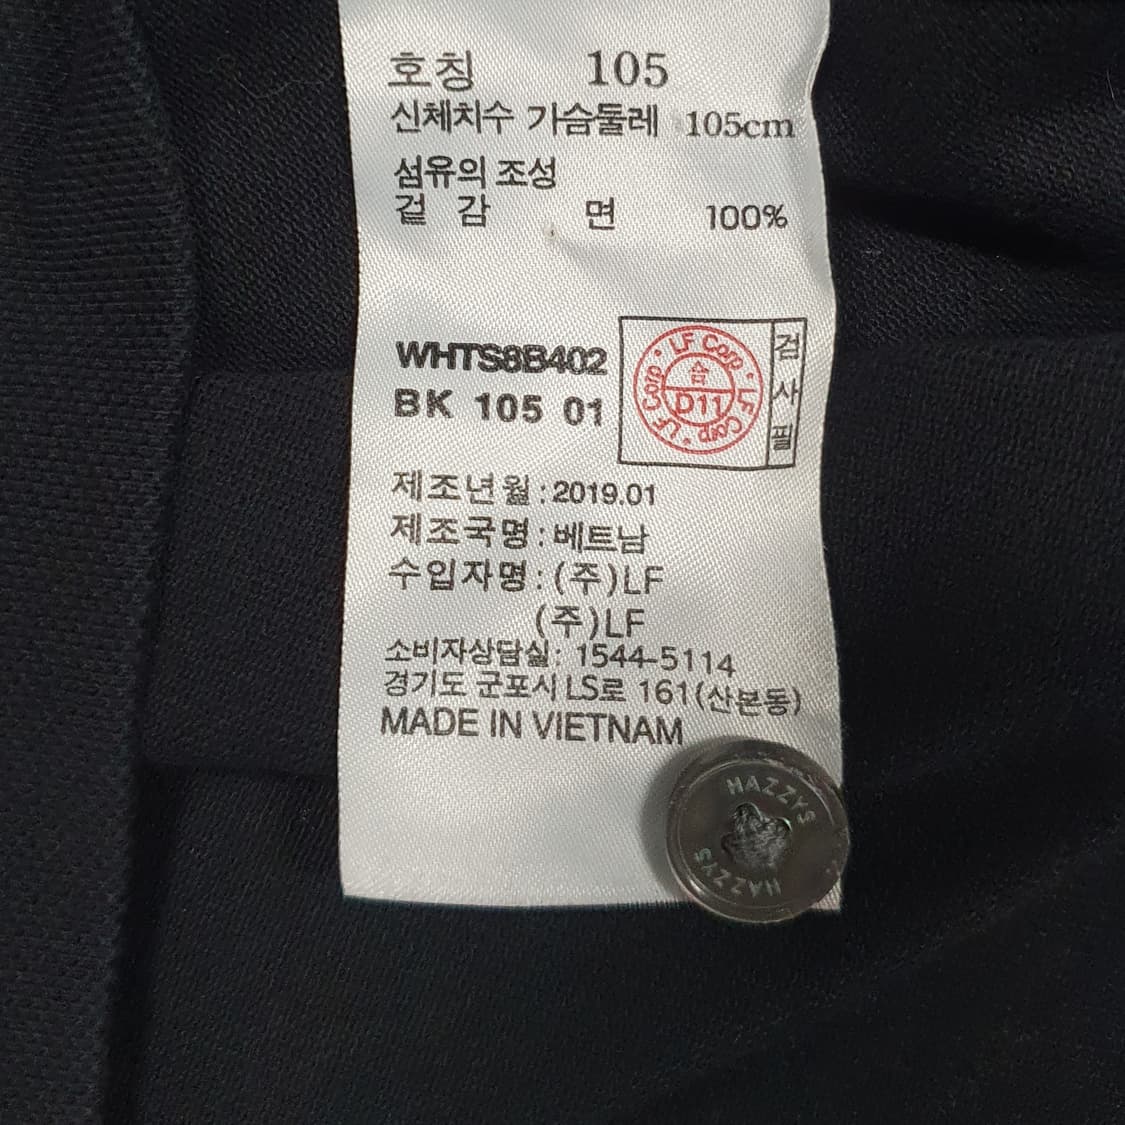 호칭 105
신체치수 가슴둘레 105cm
섬유의 조성
겉 감 면 100%
WHTS8B402
BK 105 01
LF Corp · LF Corp · LF Corp ·
合
D11
검사필
제조년월 : 2019.01
제조국명 : 베트남
수입자명 : (주)LF
(주)LF
소비자상담실: 1544-5114
경기도 군포시 LS로 161(산본동)
MADE IN VIETNAM
HAZZYS
HAZZYS